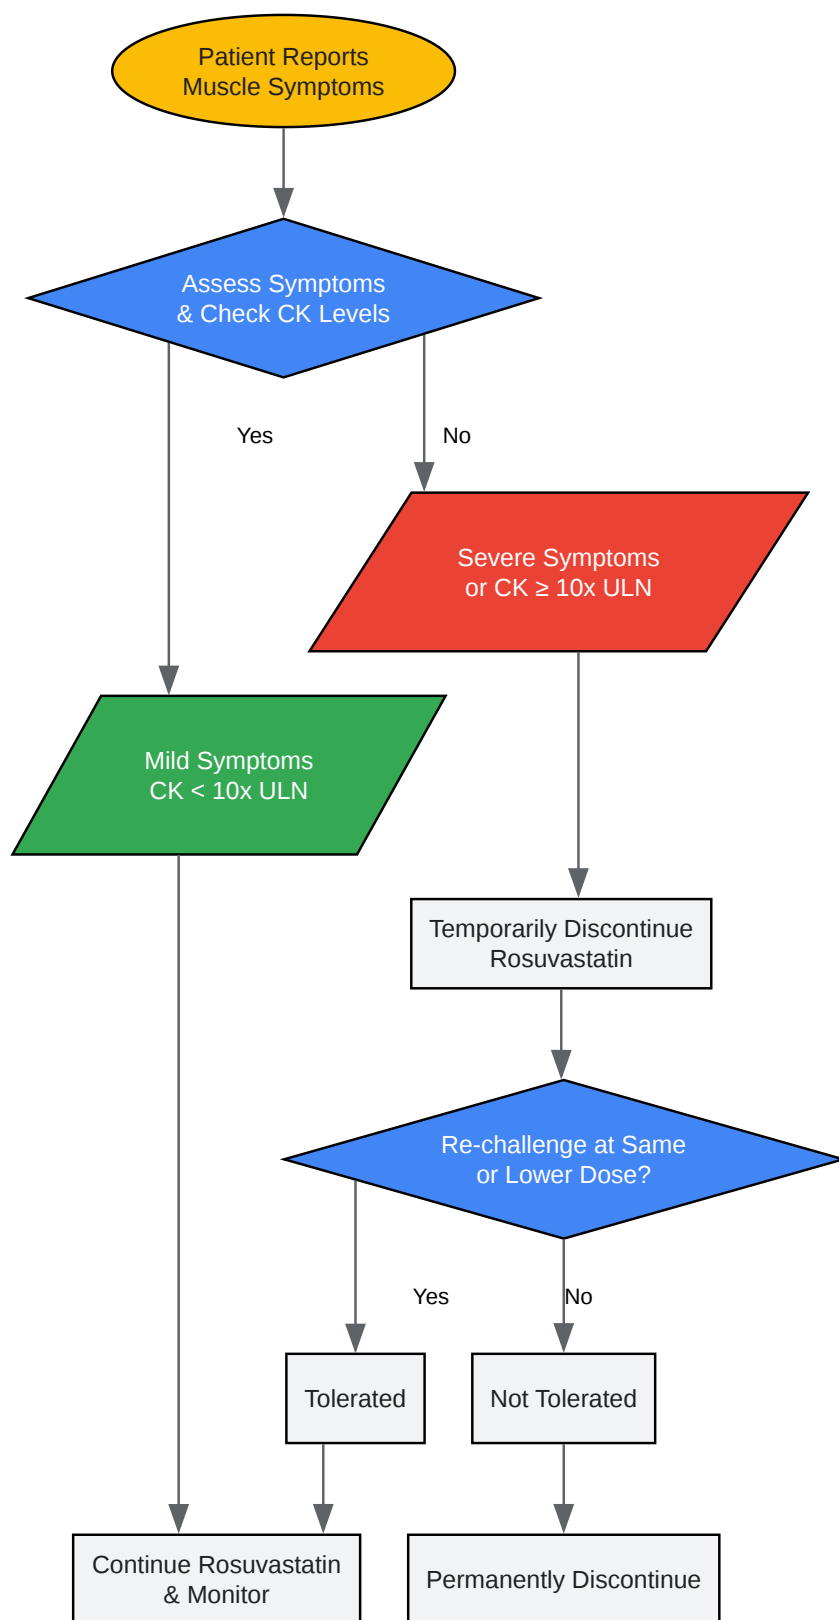 Patient Reports
Muscle Symptoms
Assess Symptoms
& Check CK Levels
Yes
No
Severe Symptoms
or CK ≥ 10x ULN
Mild Symptoms
CK < 10x ULN
Temporarily Discontinue
Rosuvastatin
Re-challenge at Same
or Lower Dose?
Yes
No
Tolerated
Not Tolerated
Continue Rosuvastatin
& Monitor
Permanently Discontinue